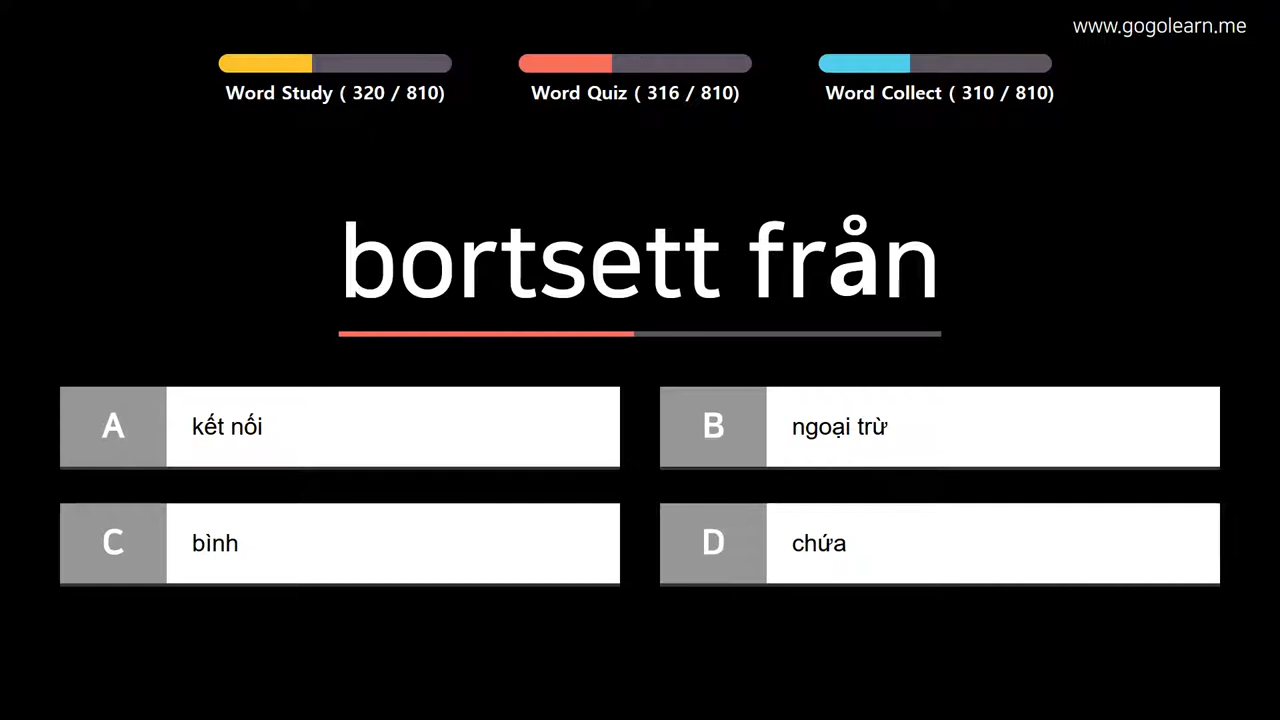 www.gogolearn.me
Word Study ( 320 / 810)
Word Quiz ( 316 / 810)
Word Collect ( 310 / 810)
bortsett från
A kết nối
B ngoại trừ
C bình
D chứa